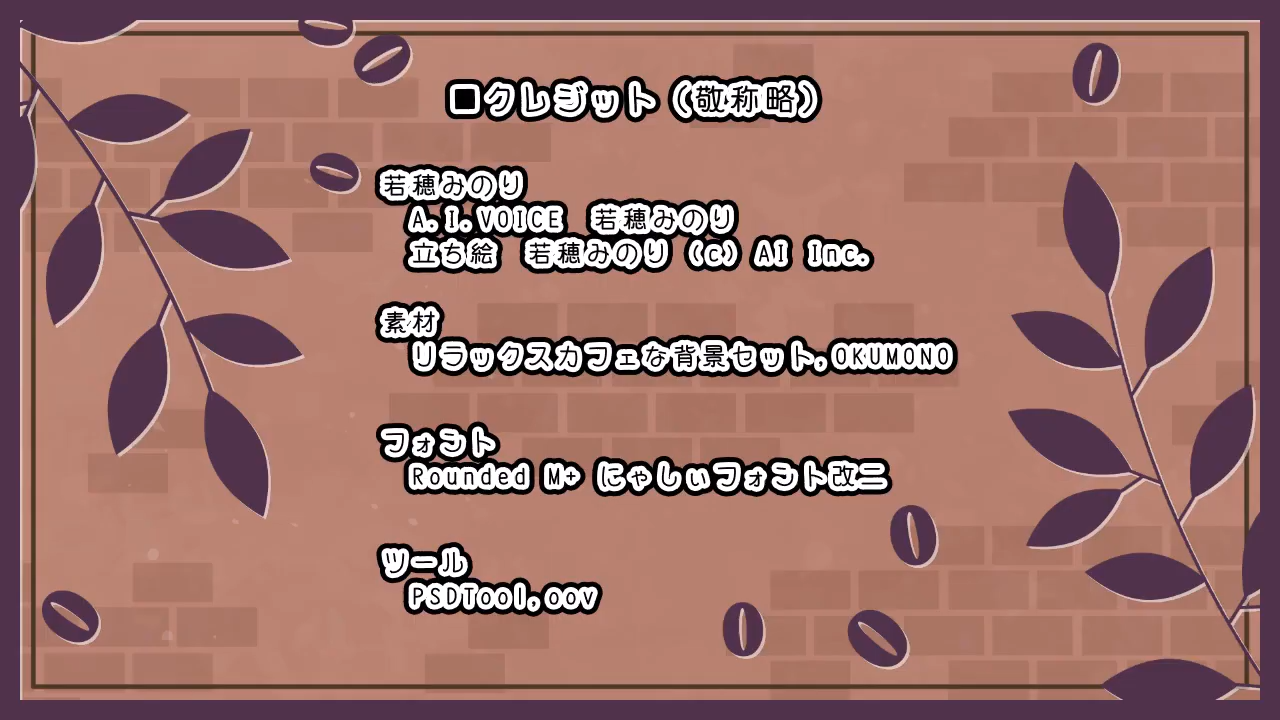 ■クレジット（敬称略）
若穂みのり
A.I.VOICE　若穂みのり
立ち絵　若穂みのり (c) AI Inc.
素材
リラックスカフェな背景セット,OKUMONO
フォント
Rounded M+ にゃしぃフォント改二
ツール
PSDTool,oov